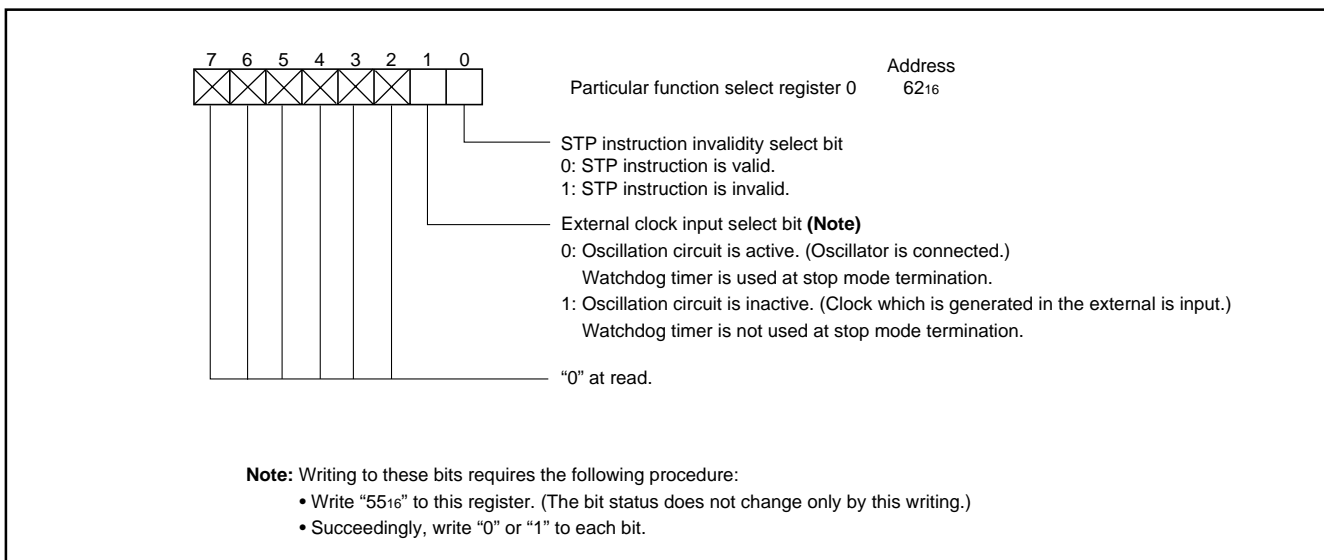 7 6 5 4 3 2 1 0
Address
Particular function select register 0 62₁₆
STP instruction invalidity select bit
0: STP instruction is valid.
1: STP instruction is invalid.
External clock input select bit (Note)
0: Oscillation circuit is active. (Oscillator is connected.)
Watchdog timer is used at stop mode termination.
1: Oscillation circuit is inactive. (Clock which is generated in the external is input.)
Watchdog timer is not used at stop mode termination.
“0” at read.
Note: Writing to these bits requires the following procedure:
• Write “55₁₆” to this register. (The bit status does not change only by this writing.)
• Succeedingly, write “0” or “1” to each bit.